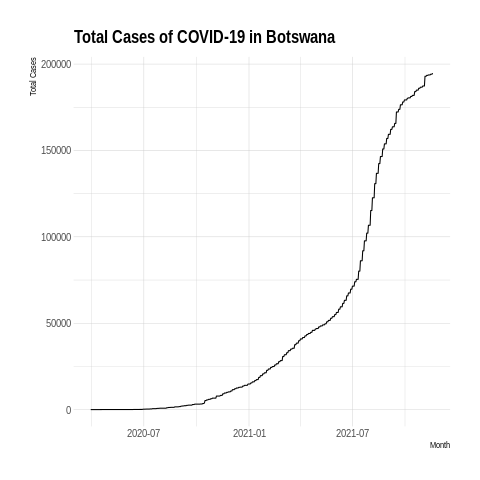 Total Cases of COVID-19 in Botswana
Total Cases
200000
150000
100000
50000
0
2020-07 2021-01 2021-07
Month